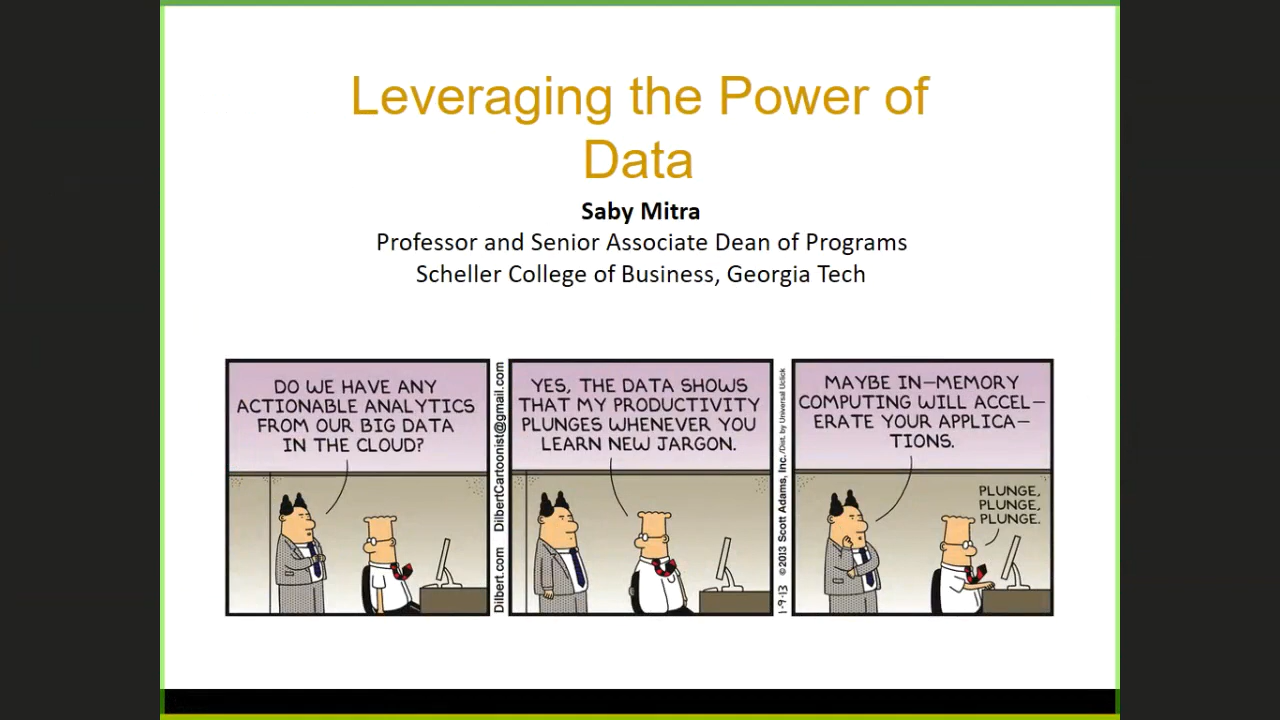 Leveraging the Power of
Data
Saby Mitra
Professor and Senior Associate Dean of Programs
Scheller College of Business, Georgia Tech
DO WE HAVE ANY
ACTIONABLE ANALYTICS
FROM OUR BIG DATA
IN THE CLOUD?
Dilbert.com DilbertCartoonist@gmail.com
YES, THE DATA SHOWS
THAT MY PRODUCTIVITY
PLUNGES WHENEVER YOU
LEARN NEW JARGON.
1-9-13 ©2013 Scott Adams, Inc. /Dist. by Universal Uclick
MAYBE IN-MEMORY
COMPUTING WILL ACCEL-
ERATE YOUR APPLICA-
TIONS.
PLUNGE,
PLUNGE,
PLUNGE.